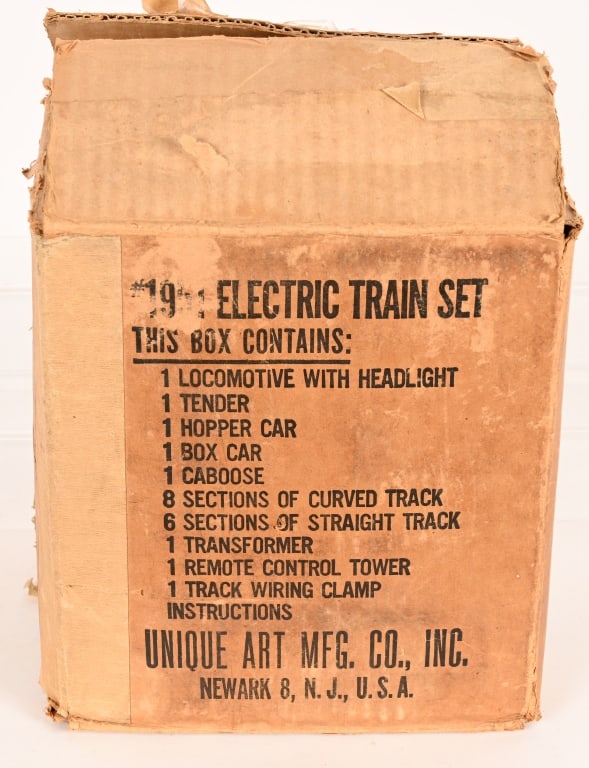 ELECTRIC TRAIN SET
THIS BOX CONTAINS:
1 LOCOMOTIVE WITH HEADLIGHT
1 TENDER
1 HOPPER CAR
1 BOX CAR
1 CABOOSE
8 SECTIONS OF CURVED TRACK
6 SECTIONS OF STRAIGHT TRACK
1 TRANSFORMER
1 REMOTE CONTROL TOWER
1 TRACK WIRING CLAMP
INSTRUCTIONS
UNIQUE ART MFG. CO., INC.
NEWARK 8, N. J., U. S. A.